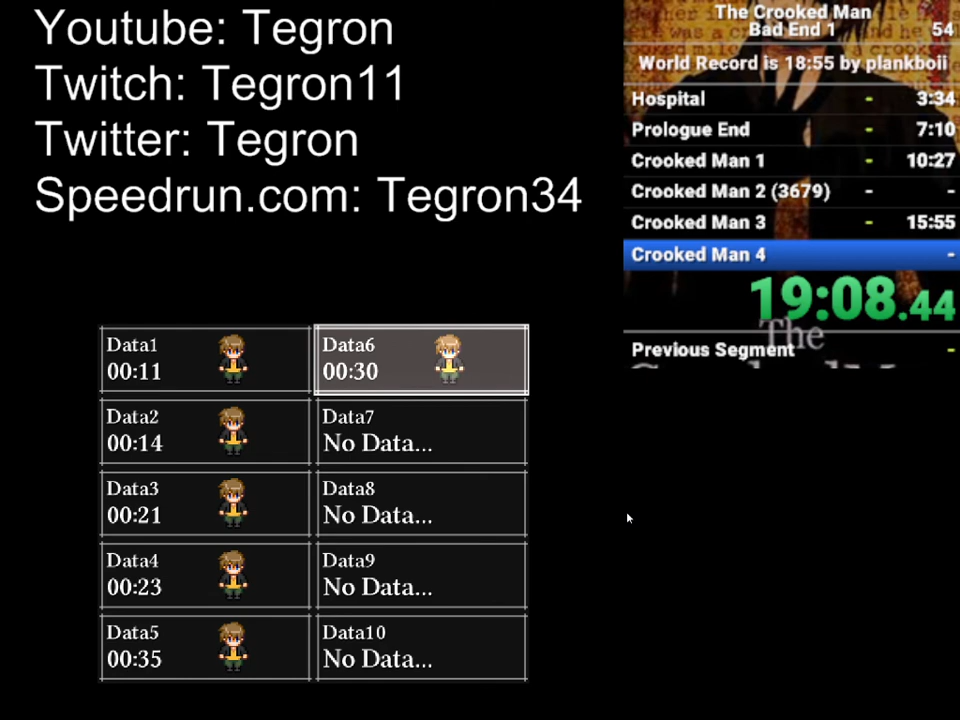 Youtube: Tegron
Twitch: Tegron11
Twitter: Tegron
Speedrun.com: Tegron34
The Crooked Man
Bad End 1 54
World Record is 18:55 by plankboii
Hospital - 3:34
Prologue End - 7:10
Crooked Man 1 - 10:27
Crooked Man 2 (3679) - -
Crooked Man 3 - 15:55
Crooked Man 4 -
19:08.44
The
Previous Segment -
Data1
00:11
Data6
00:30
Data2
00:14
Data7
No Data...
Data3
00:21
Data8
No Data...
Data4
00:23
Data9
No Data...
Data5
00:35
Data10
No Data...